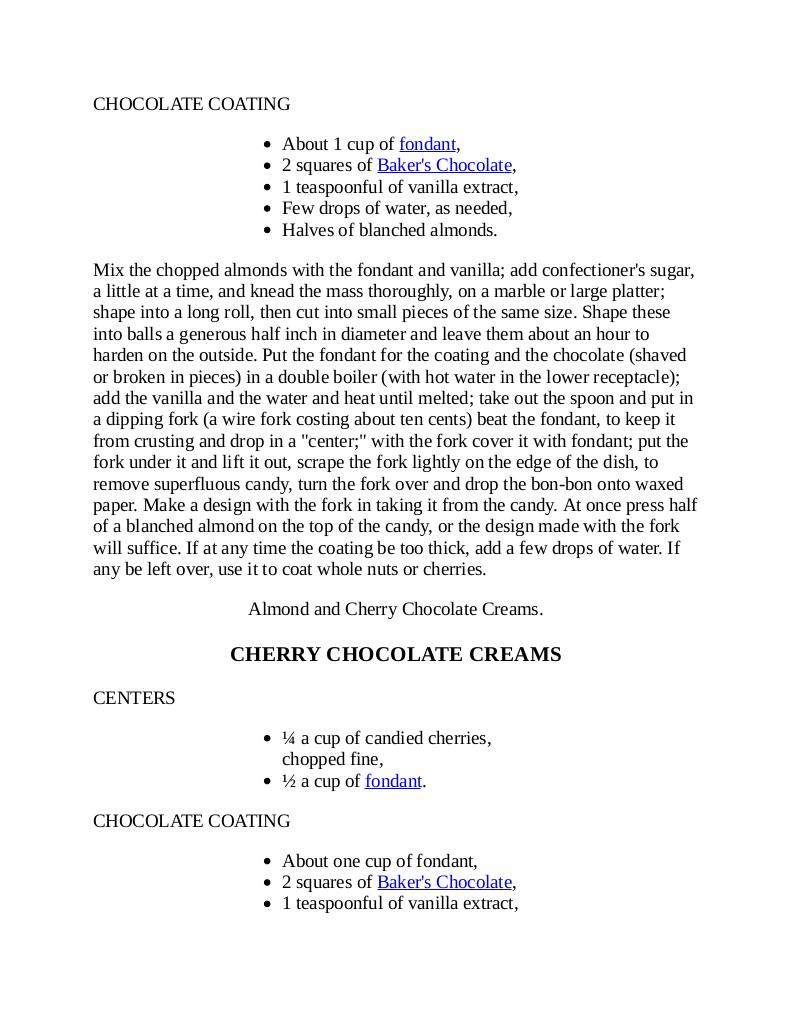 CHOCOLATE COATING
• About 1 cup of fondant,
• 2 squares of Baker's Chocolate,
• 1 teaspoonful of vanilla extract,
• Few drops of water, as needed,
• Halves of blanched almonds.
Mix the chopped almonds with the fondant and vanilla; add confectioner's sugar,
a little at a time, and knead the mass thoroughly, on a marble or large platter;
shape into a long roll, then cut into small pieces of the same size. Shape these
into balls a generous half inch in diameter and leave them about an hour to
harden on the outside. Put the fondant for the coating and the chocolate (shaved
or broken in pieces) in a double boiler (with hot water in the lower receptacle);
add the vanilla and the water and heat until melted; take out the spoon and put in
a dipping fork (a wire fork costing about ten cents) beat the fondant, to keep it
from crusting and drop in a "center;" with the fork cover it with fondant; put the
fork under it and lift it out, scrape the fork lightly on the edge of the dish, to
remove superfluous candy, turn the fork over and drop the bon-bon onto waxed
paper. Make a design with the fork in taking it from the candy. At once press half
of a blanched almond on the top of the candy, or the design made with the fork
will suffice. If at any time the coating be too thick, add a few drops of water. If
any be left over, use it to coat whole nuts or cherries.
Almond and Cherry Chocolate Creams.
CHERRY CHOCOLATE CREAMS
CENTERS
• ¼ a cup of candied cherries,
chopped fine,
• ½ a cup of fondant.
CHOCOLATE COATING
• About one cup of fondant,
• 2 squares of Baker's Chocolate,
• 1 teaspoonful of vanilla extract,